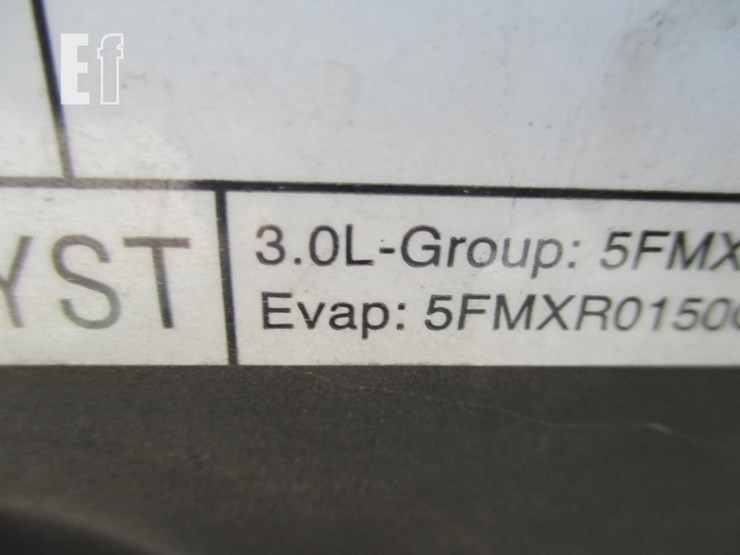 Ef
YST
3.0L-Group: 5FMX
Evap: 5FMXR0150